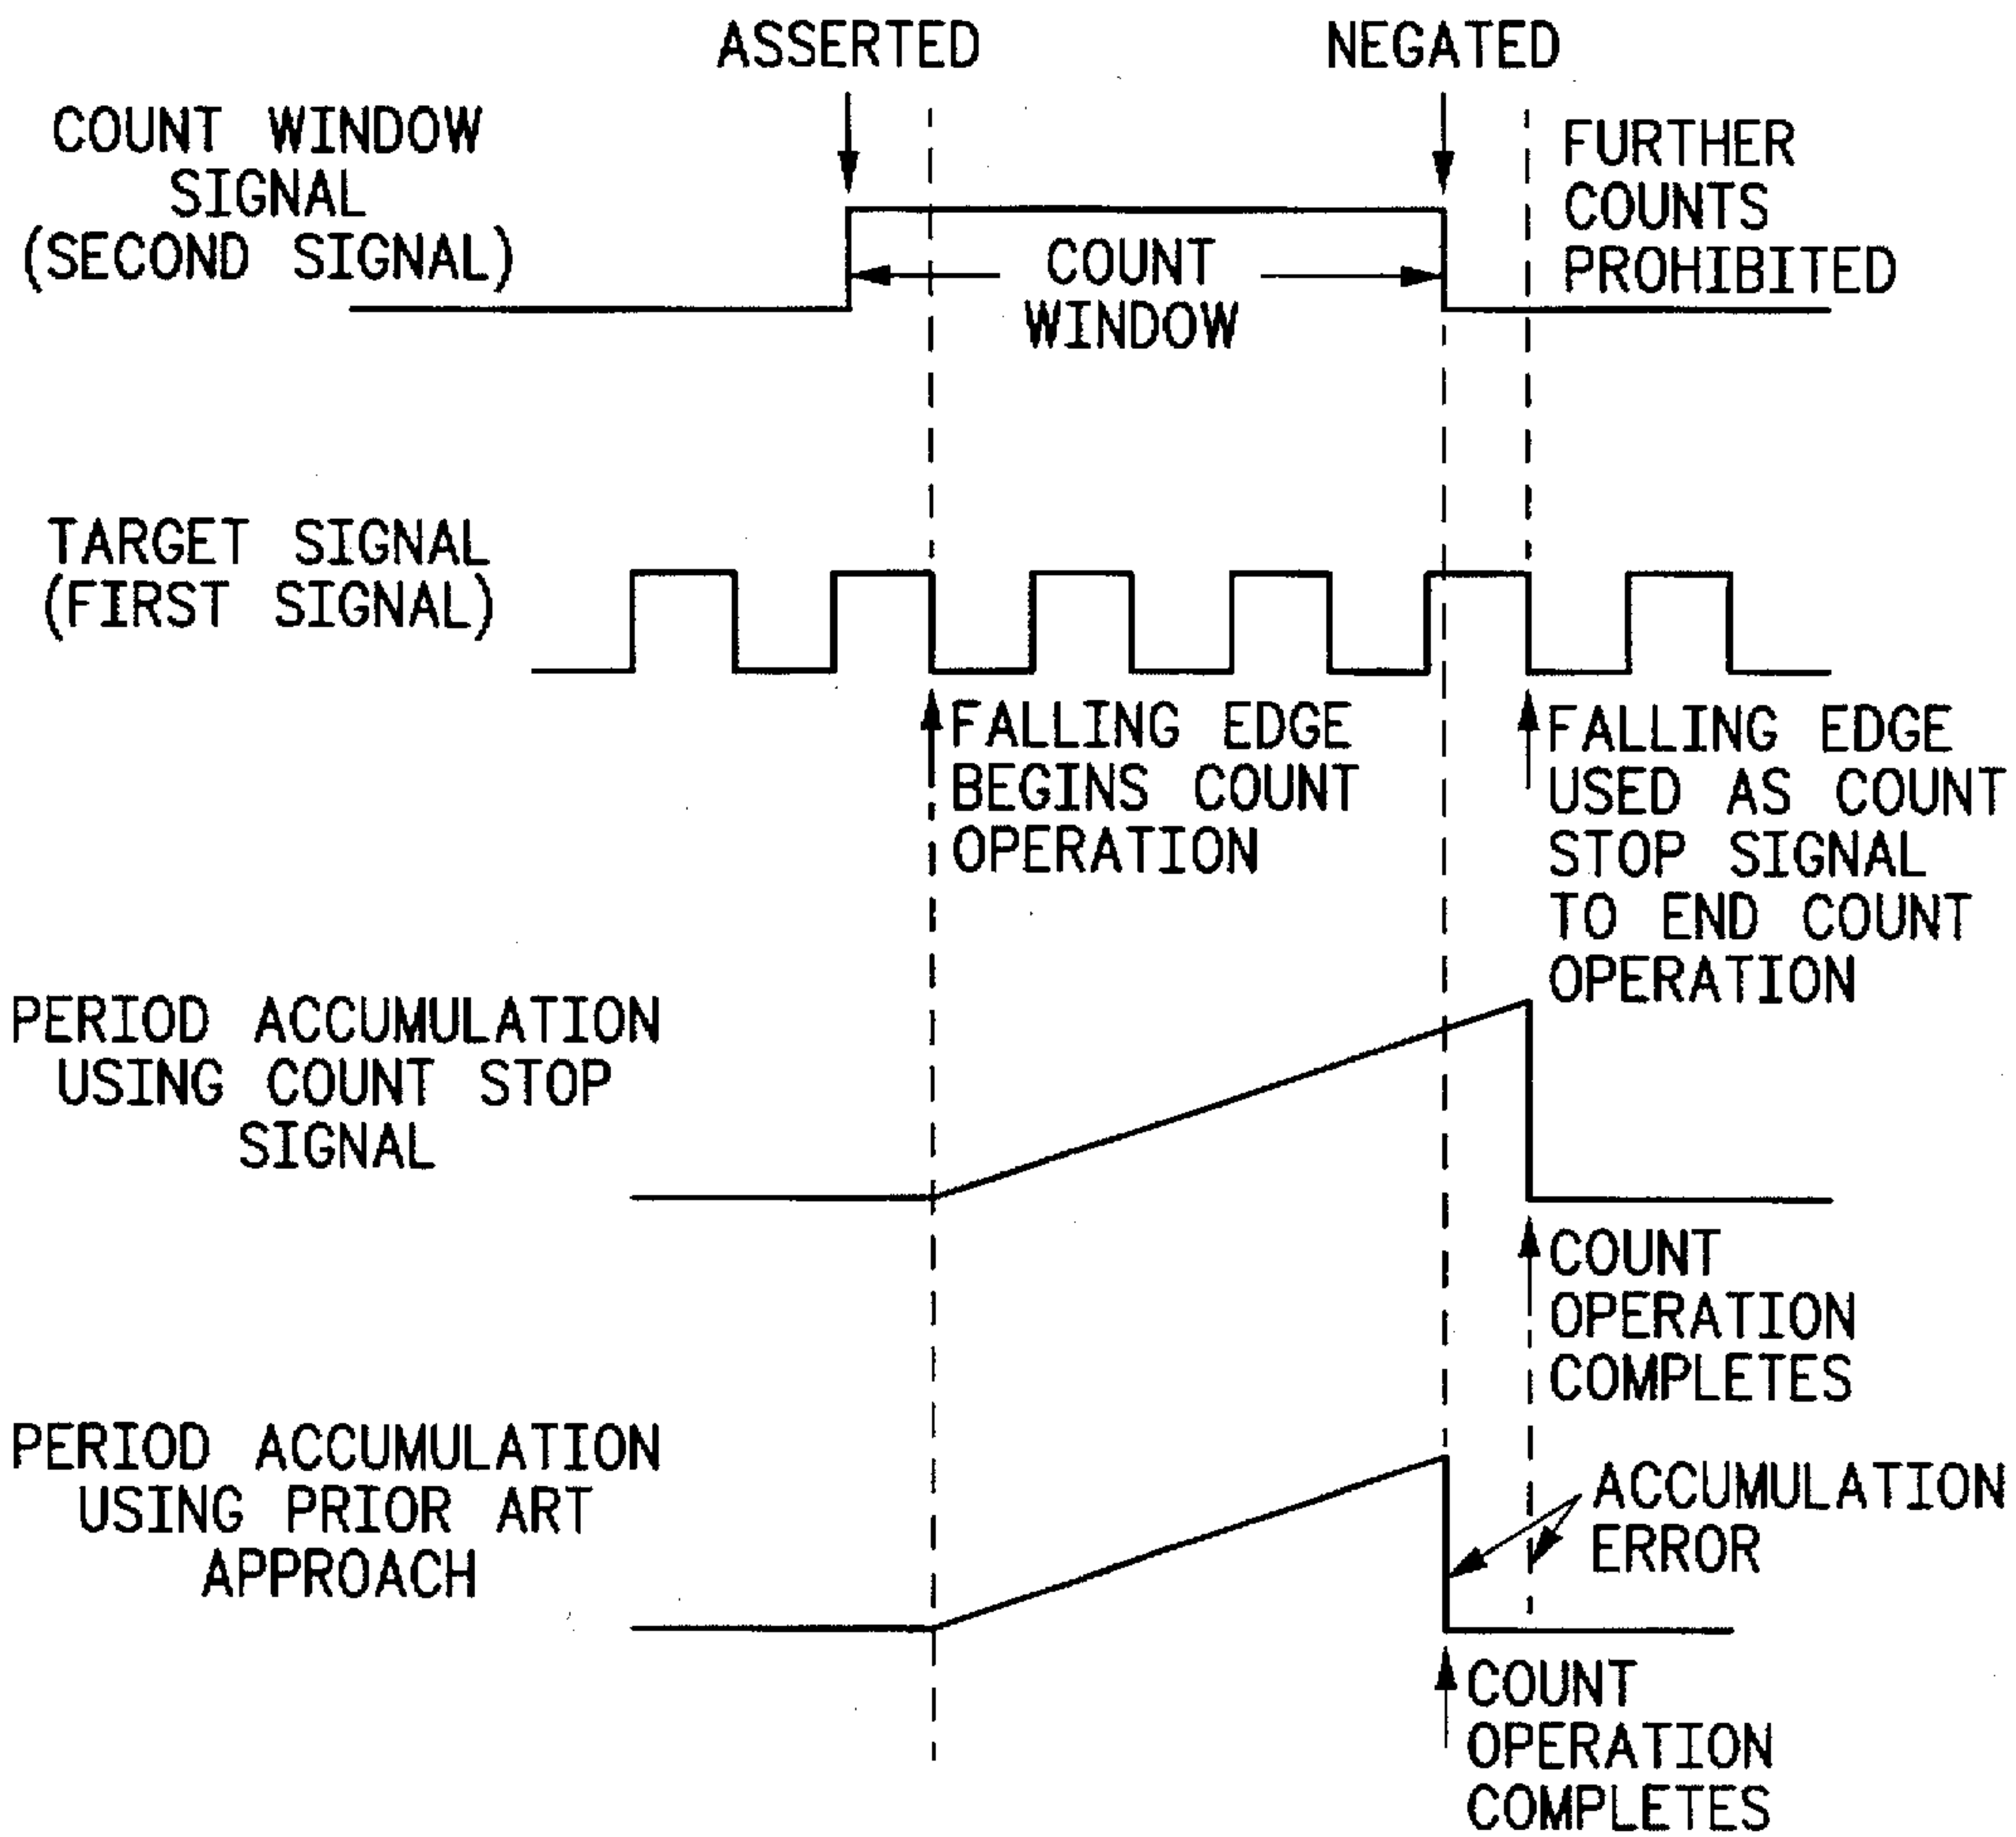 ASSERTED
NEGATED
COUNT WINDOW
SIGNAL
(SECOND SIGNAL)
FURTHER
COUNTS
PROHIBITED
COUNT
WINDOW
TARGET SIGNAL
(FIRST SIGNAL)
FALLING EDGE
BEGINS COUNT
OPERATION
FALLING EDGE
USED AS COUNT
STOP SIGNAL
TO END COUNT
OPERATION
PERIOD ACCUMULATION
USING COUNT STOP
SIGNAL
COUNT
OPERATION
COMPLETES
PERIOD ACCUMULATION
USING PRIOR ART
APPROACH
ACCUMULATION
ERROR
COUNT
OPERATION
COMPLETES